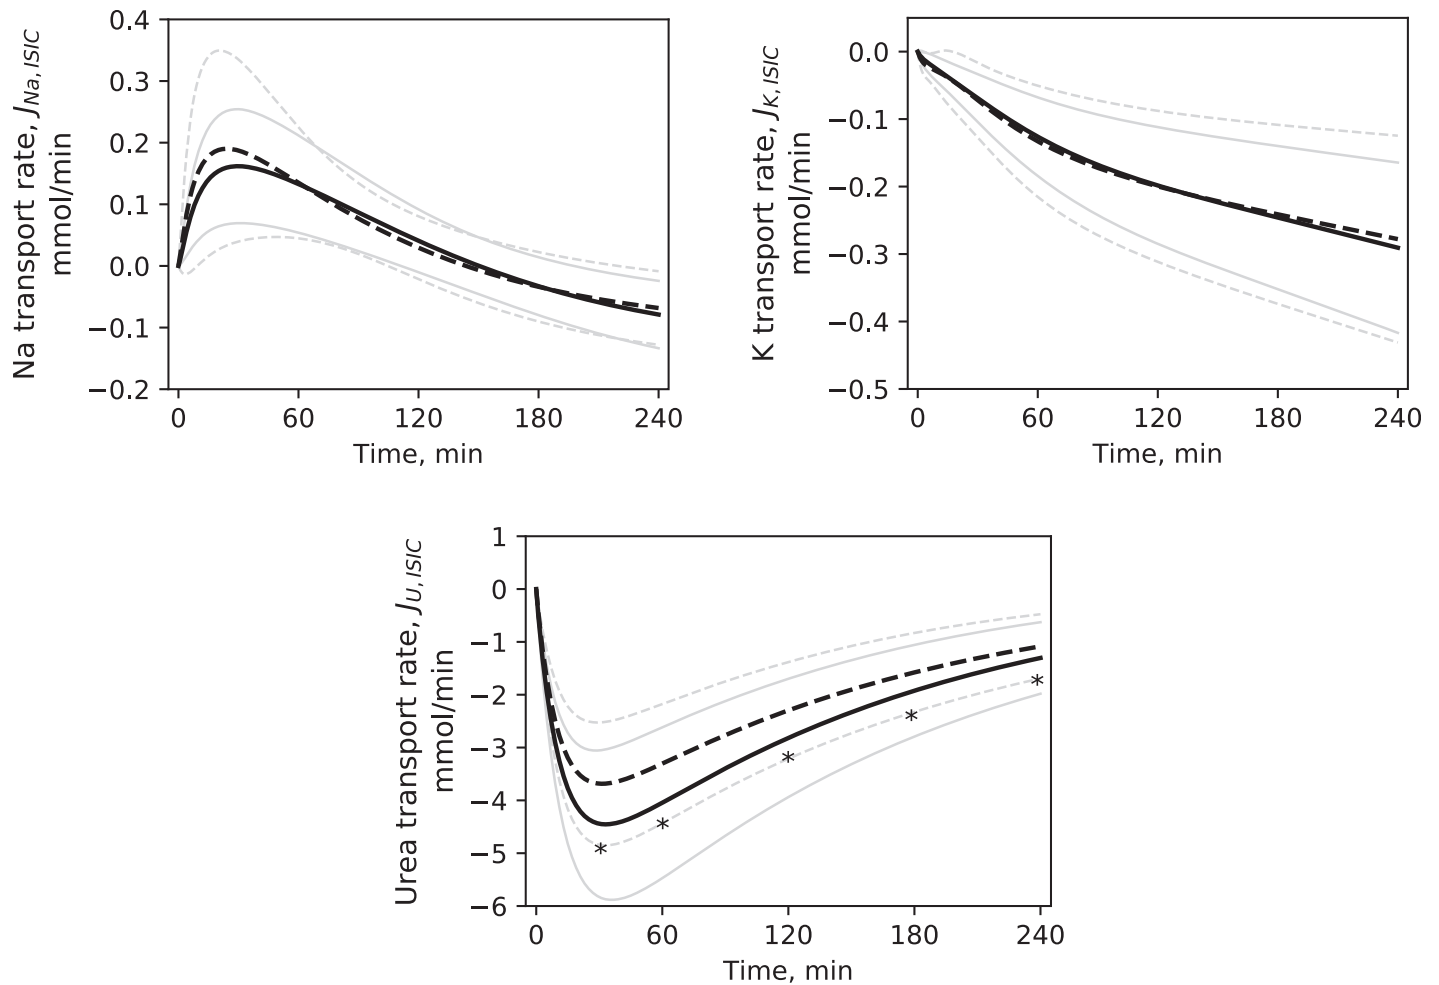 Na transport rate, J_Na,ISIC
mmol/min
0.4
0.3
0.2
0.1
0.0
−0.1
−0.2
0 60 120 180 240
Time, min
K transport rate, J_K,ISIC
mmol/min
0.0
−0.1
−0.2
−0.3
−0.4
−0.5
0 60 120 180 240
Time, min
Urea transport rate, J_U,ISIC
mmol/min
1
0
−1
−2
−3
−4
−5
−6
* * * * *
0 60 120 180 240
Time, min